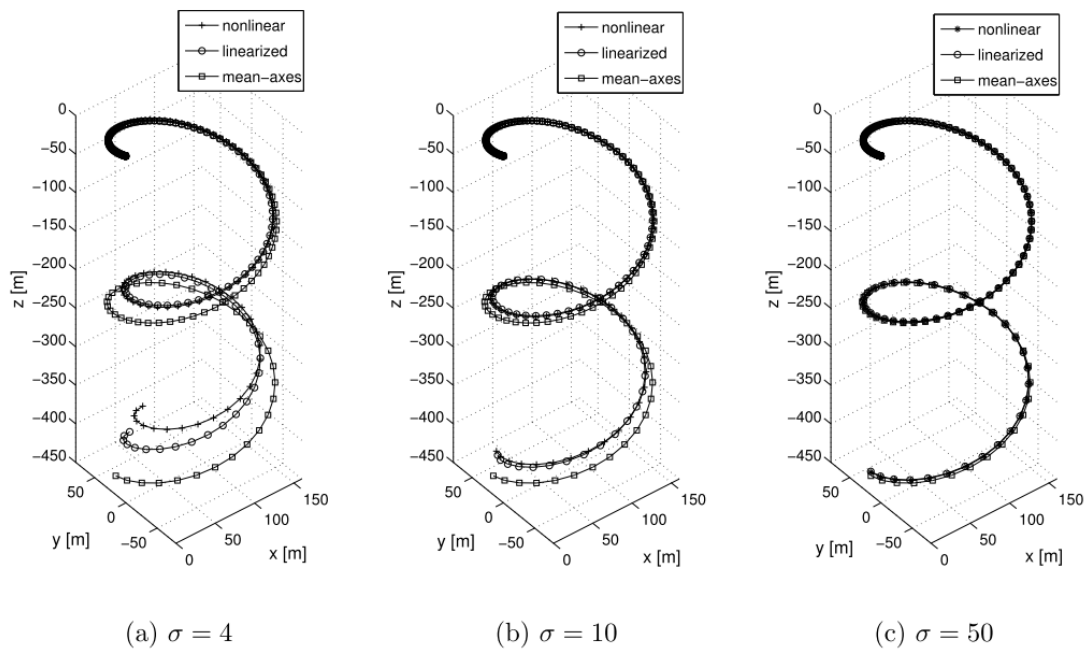 nonlinear
linearized
mean-axes
0
-50
-100
-150
-200
-250
-300
-350
-400
-450
z [m]
50
0
-50
y [m]
0
50
100
150
x [m]
(a) σ = 4
nonlinear
linearized
mean-axes
0
-50
-100
-150
-200
-250
-300
-350
-400
-450
z [m]
50
0
-50
y [m]
0
50
100
150
x [m]
(b) σ = 10
nonlinear
linearized
mean-axes
0
-50
-100
-150
-200
-250
-300
-350
-400
-450
z [m]
50
0
-50
y [m]
0
50
100
150
x [m]
(c) σ = 50